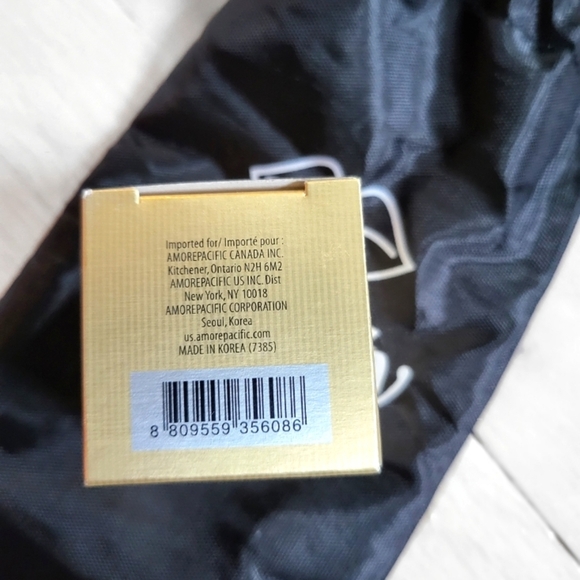 Imported for/ Importé pour :
AMOREPACIFIC CANADA INC.
Kitchener, Ontario N2H 6M2
AMOREPACIFIC US INC. Dist
New York, NY 10018
AMOREPACIFIC CORPORATION
Seoul, Korea
us.amorepacific.com
MADE IN KOREA (7385)
8 809559 356086